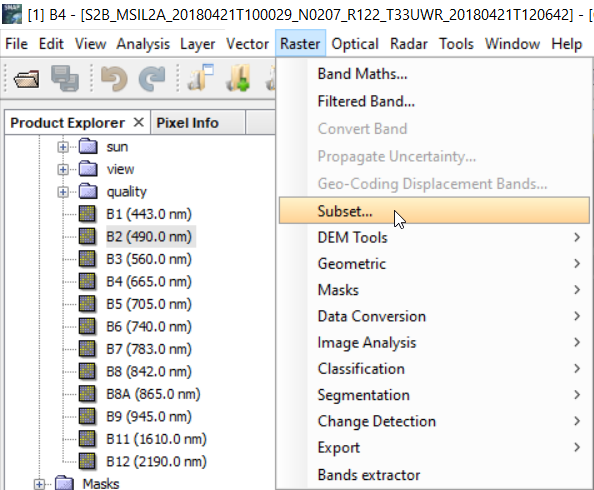 [1] B4 - [S2B_MSIL2A_20180421T100029_N0207_R122_T33UWR_20180421T120642] - [
File Edit View Analysis Layer Vector Raster Optical Radar Tools Window Help
Product Explorer Pixel Info
sun
view
quality
B1 (443.0 nm)
B2 (490.0 nm)
B3 (560.0 nm)
B4 (665.0 nm)
B5 (705.0 nm)
B6 (740.0 nm)
B7 (783.0 nm)
B8 (842.0 nm)
B8A (865.0 nm)
B9 (945.0 nm)
B11 (1610.0 nm)
B12 (2190.0 nm)
Masks
Band Maths...
Filtered Band...
Convert Band
Propagate Uncertainty...
Geo-Coding Displacement Bands...
Subset...
DEM Tools
Geometric
Masks
Data Conversion
Image Analysis
Classification
Segmentation
Change Detection
Export
Bands extractor